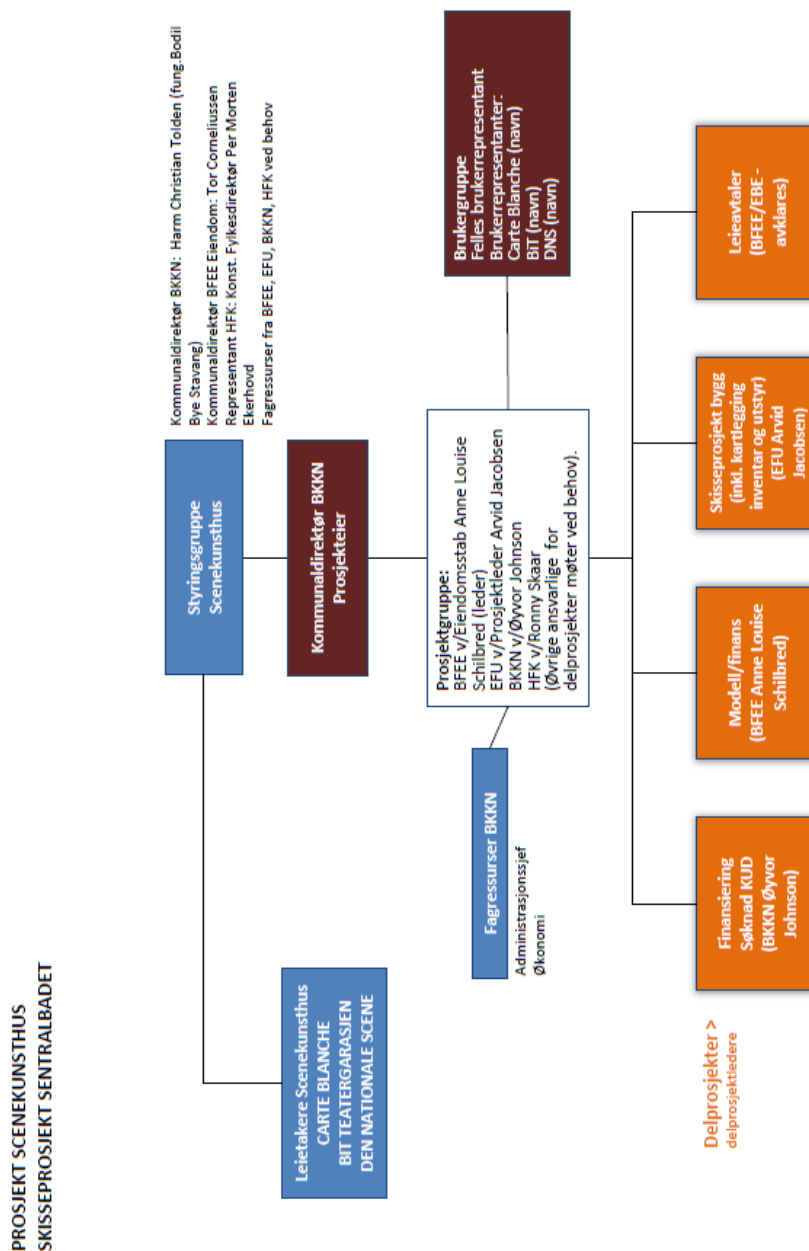 PROSJEKT SCENEKUNSTHUS
SKISSEPROSJEKT SENTRALBADET
Styringsgruppe
Scenekunsthus
Kommunaldirektør BKKN: Harm Christian Tolden (fung.Bodil
Bye Stavang)
Kommunaldirektør BFEE Eiendom: Tor Corneliussen
Representant HFK: Konst. Fylkesdirektør Per Morten
Ekerhovd
Fagressurser fra BFEE, EFU, BKKN, HFK ved behov
Leietakere Scenekunsthus
CARTE BLANCHE
BIT TEATERGARASJEN
DEN NATIONALE SCENE
Kommunaldirektør BKKN
Prosjekteier
Fagressurser BKKN
Administrasjonssjef
Økonomi
Prosjektgruppe:
BFEE v/Eiendomsstab Anne Louise
Schilbred (leder)
EFU v/Prosjektleder Arvid Jacobsen
BKKN v/Øyvor Johnson
HFK v/Ronny Skaar
(Øvrige ansvarlige for
delprosjekter møter ved behov).
Brukergruppe
Felles brukerrepresentant
Brukerrepresentanter:
Carte Blanche (navn)
BiT (navn)
DNS (navn)
Delprosjekter >
delprosjektledere
Finansiering
Søknad KUD
(BKKN Øyvor
Johnson)
Modell/finans
(BFEE Anne Louise
Schilbred)
Skisseprosjekt bygg
(inkl. kartlegging
inventar og utstyr)
(EFU Arvid
Jacobsen)
Leieavtaler
(BFEE/EBE -
avklares)